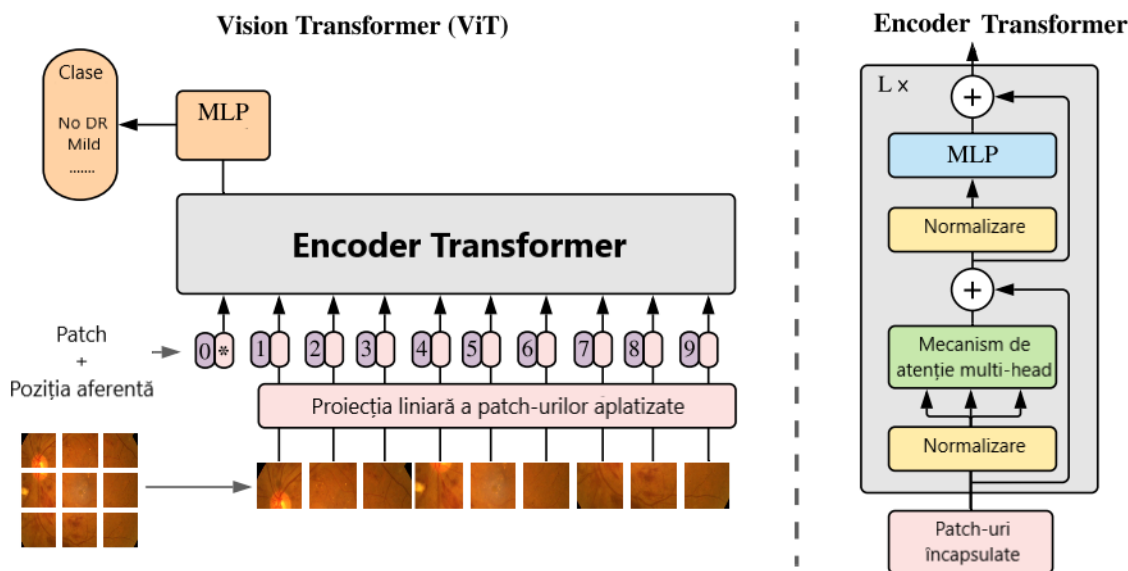 Vision Transformer (ViT)
Clase
No DR
Mild
.......
MLP
Encoder Transformer
Patch
+
Poziția aferentă
0 * 1 2 3 4 5 6 7 8 9
Proiecția liniară a patch-urilor aplatizate
Encoder Transformer
L x
+
MLP
Normalizare
+
Mecanism de
atenție multi-head
Normalizare
Patch-uri
încapsulate